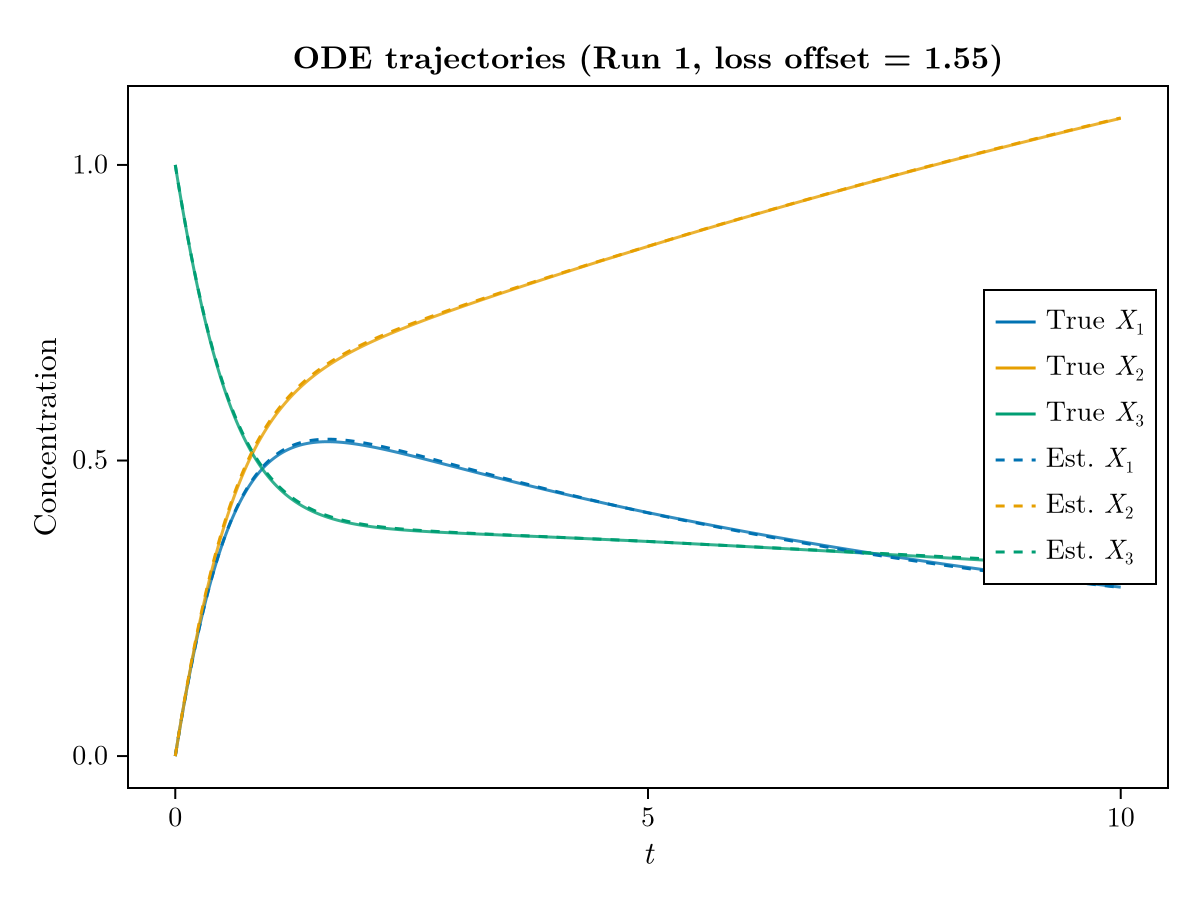 ODE trajectories (Run 1, loss offset = 1.55)
Concentration
1.0
0.5
0.0
0
5
10
t
True X₁
True X₂
True X₃
Est. X₁
Est. X₂
Est. X₃